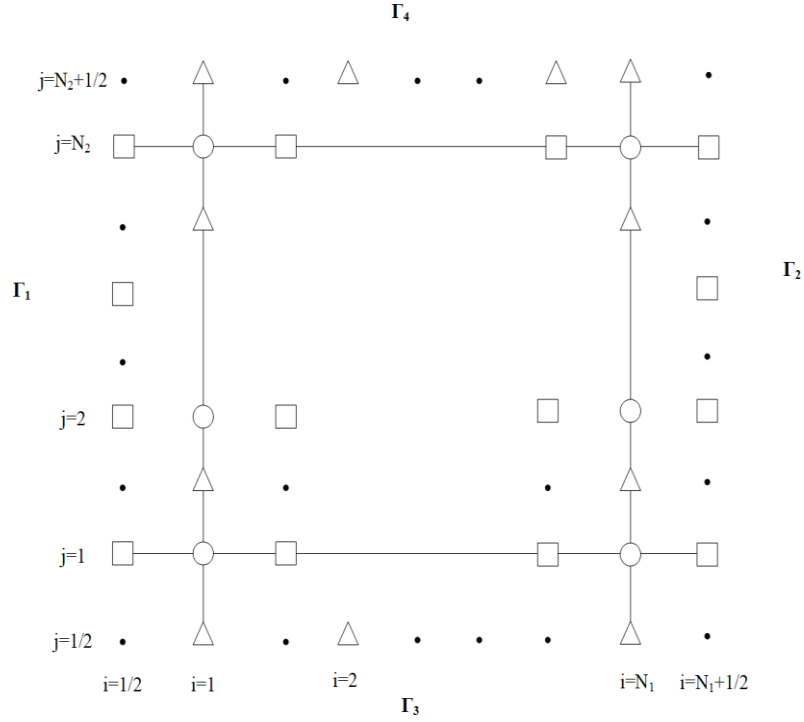 Γ₄
j=N₂+1/2
j=N₂
Γ₁
Γ₂
j=2
j=1
j=1/2
i=1/2 i=1 i=2 i=N₁ i=N₁+1/2
Γ₃